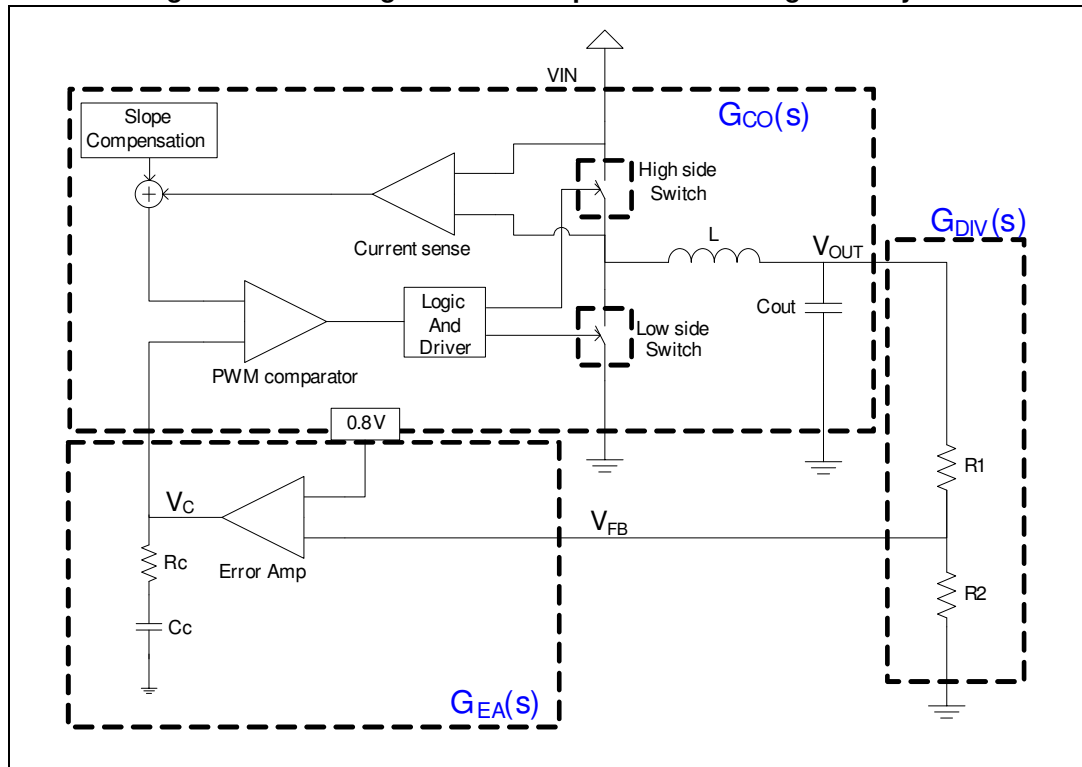 VIN
GCO(s)
Slope
Compensation
+
High side
Switch
Current sense
L
VOUT
GDIV(s)
Logic
And
Driver
Cout
Low side
Switch
PWM comparator
0.8V
R1
VC
VFB
Rc
Error Amp
R2
Cc
GEA(s)